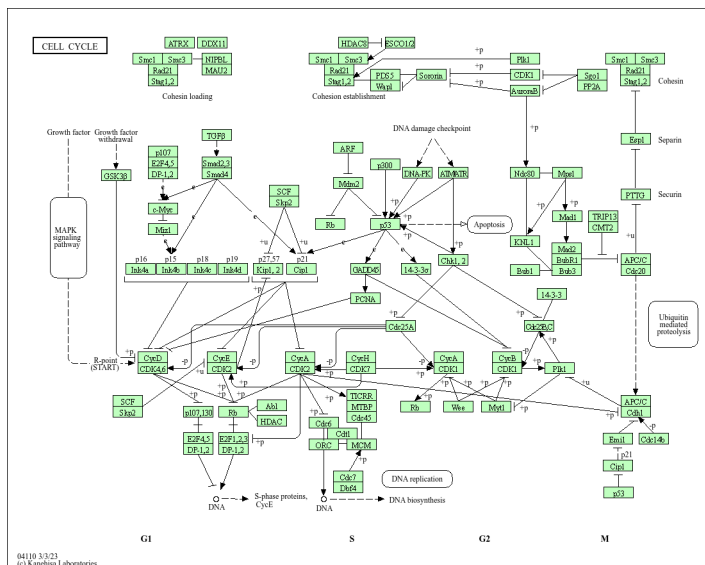 CELL CYCLE
ATRX DDX11
Smc1 Smc3 NIPBL
Rad21 MAU2
Stag1,2
Cohesin loading
HDAC8 ESCO1/2
Smc1 Smc3
Rad21
Stag1,2
PDS5
Wapl
Sororin
Cohesion establishment
+p
Plk1
CDK1
AuroraB
Sgo1
PP2A
Smc1 Smc3
Rad21
Stag1,2
Cohesin
Growth factor
Growth factor
withdrawal
GSK3β
p107
E2F4,5
DP-1,2
TGFβ
Smad2,3
Smad4
c-Myc
Miz1
SCF
Skp2
ARF
Mdm2
Rb
p300
p53
DNA damage checkpoint
DNA-PK
ATM/ATR
Apoptosis
+p
Ndc80
Mps1
Mad1
KNL1
Mad2
BubR1
Bub3
Bub1
TRIP13
CMT2
Esp1
Separin
PTTG
Securin
+u
APC/C
Cdc20
MAPK
signaling
pathway
p16 p15 p18 p19
Ink4a Ink4b Ink4c Ink4d
p27,57 p21
Kip1, 2 Cip1
GADD45
14-3-3σ
Chk1, 2
PCNA
14-3-3
Cdc25A
Cdc25B,C
Ubiquitin
mediated
proteolysis
R-point
(START)
CycD
CDK4,6
CycE
CDK2
CycA
CDK2
CycH
CDK7
CycA
CDK1
CycB
CDK1
Plk1
SCF
Skp2
p107,130
Rb
Abl
HDAC
TICRR
MTBP
Cdc45
Cdc6
Cdt1
ORC
MCM
Rb
Wee
Myt1
APC/C
Cdh1
E2F4,5
DP-1,2
E2F1,2,3
DP-1,2
Cdc7
Dbf4
DNA replication
Emi1
Cdc14b
p21
Cip1
p53
DNA
S-phase proteins,
CycE
DNA
DNA biosynthesis
G1 S G2 M
04110 3/3/23
(c) Kanehisa Laboratories